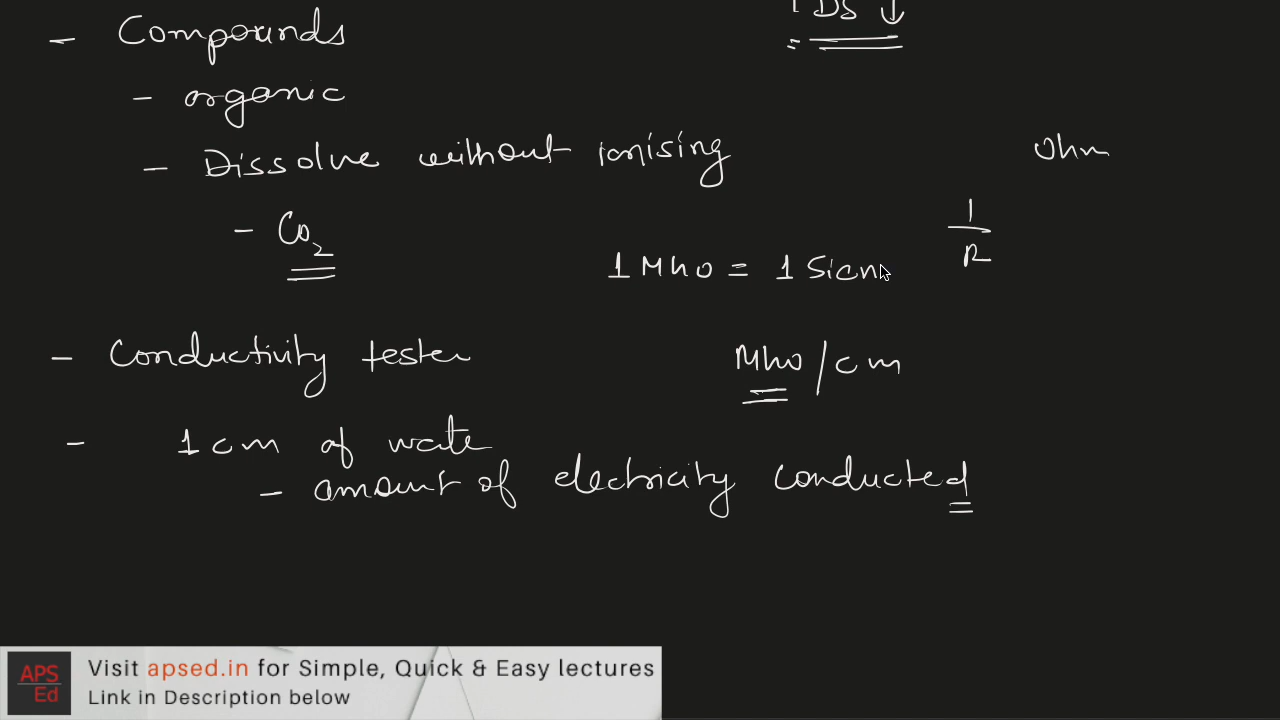 - Compounds
DS ↓
- organic
- Dissolve without ionising
Ohm
- Co2
1/R
1 Mho = 1 Siem
- Conductivity tester
Mho/cm
- 1 cm of wate
- amount of electricity conducted
APS Ed
Visit apsed.in for Simple, Quick & Easy lectures
Link in Description below